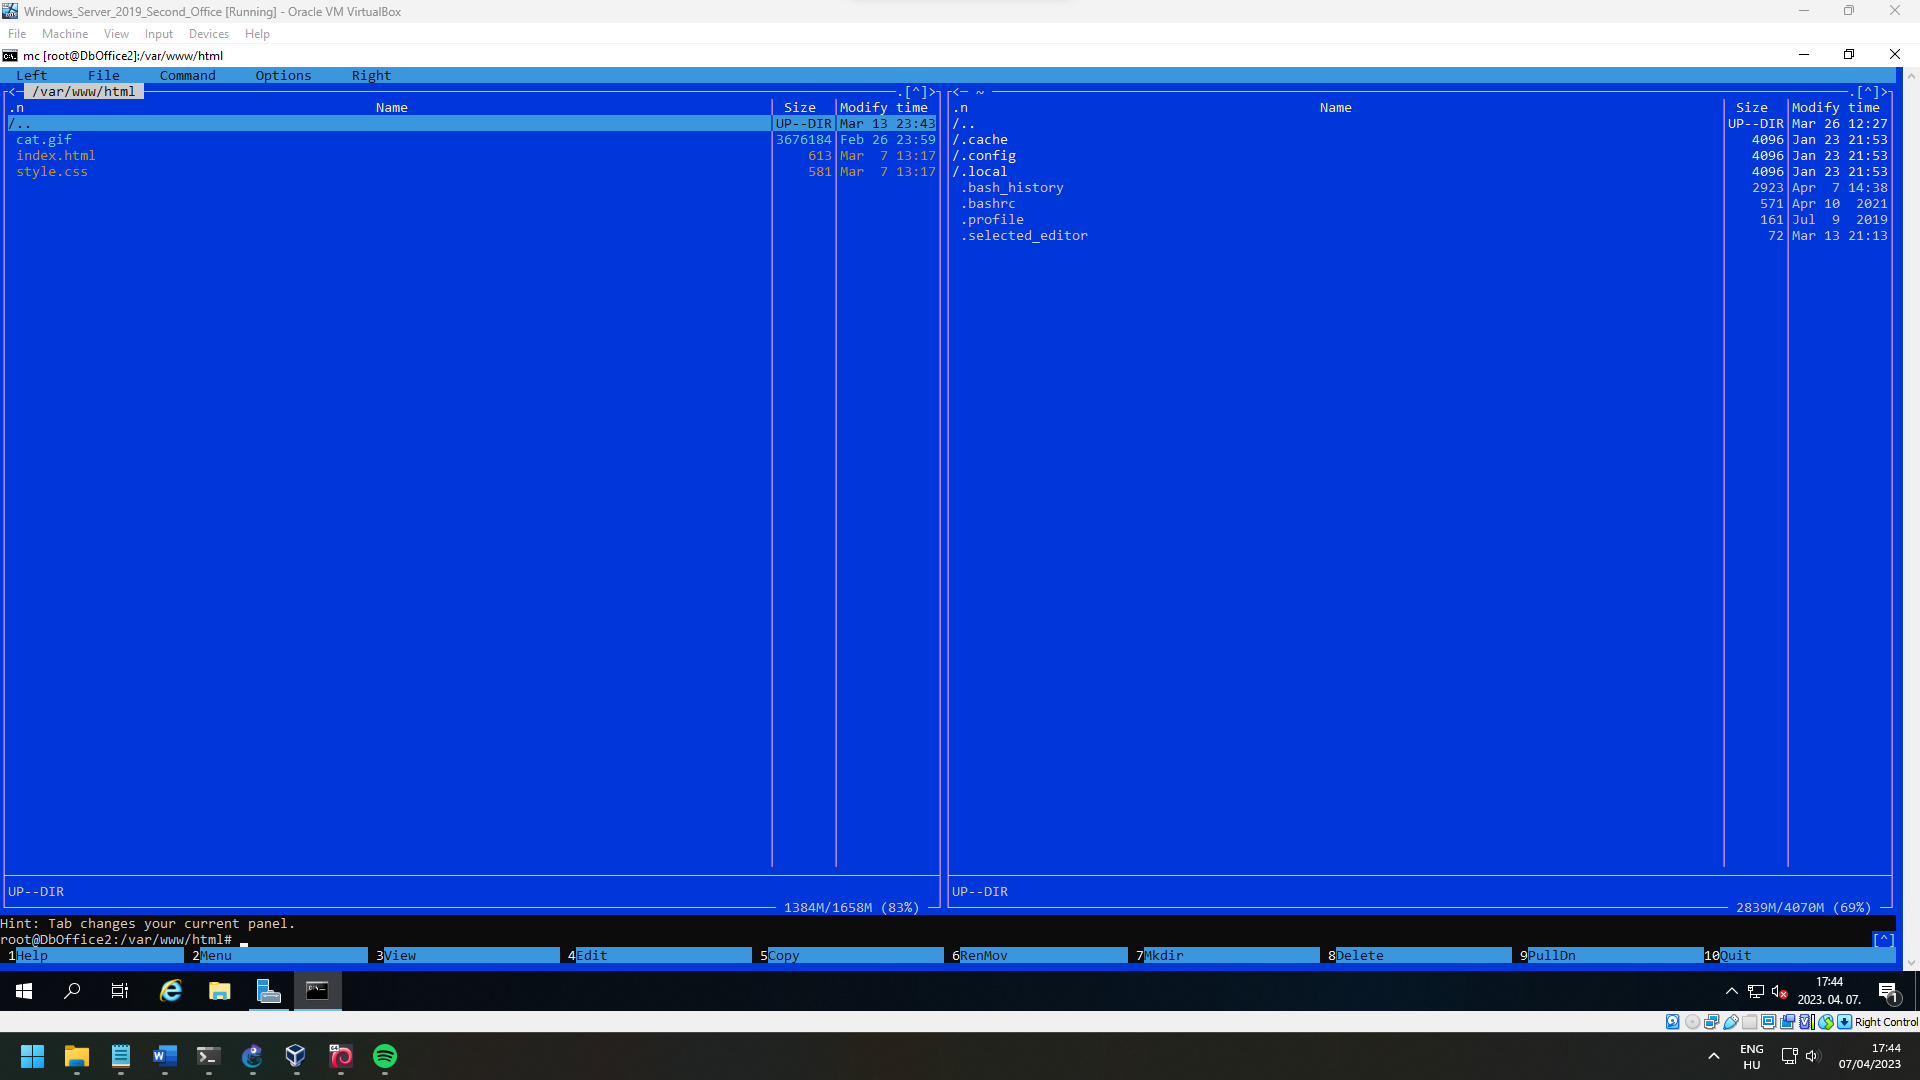 Windows_Server_2019_Second_Office [Running] - Oracle VM VirtualBox
File Machine View Input Devices Help
mc [root@DbOffice2]:/var/www/html
Left File Command Options Right
<─ /var/www/html .[^]>
.n Name Size Modify time
/.. UP--DIR Mar 13 23:43
cat.gif 3676184 Feb 26 23:59
index.html 613 Mar 7 13:17
style.css 581 Mar 7 13:17
UP--DIR
1384M/1658M (83%)
<─ ~ .[^]>
.n Name Size Modify time
/.. UP--DIR Mar 26 12:27
/.cache 4096 Jan 23 21:53
/.config 4096 Jan 23 21:53
/.local 4096 Jan 23 21:53
.bash_history 2923 Apr 7 14:38
.bashrc 571 Apr 10 2021
.profile 161 Jul 9 2019
.selected_editor 72 Mar 13 21:13
UP--DIR
2839M/4070M (69%)
Hint: Tab changes your current panel.
root@DbOffice2:/var/www/html# [^]
1Help 2Menu 3View 4Edit 5Copy 6RenMov 7Mkdir 8Delete 9PullDn 10Quit
17:44
2023. 04. 07.
1
Right Control
ENG
HU
17:44
07/04/2023